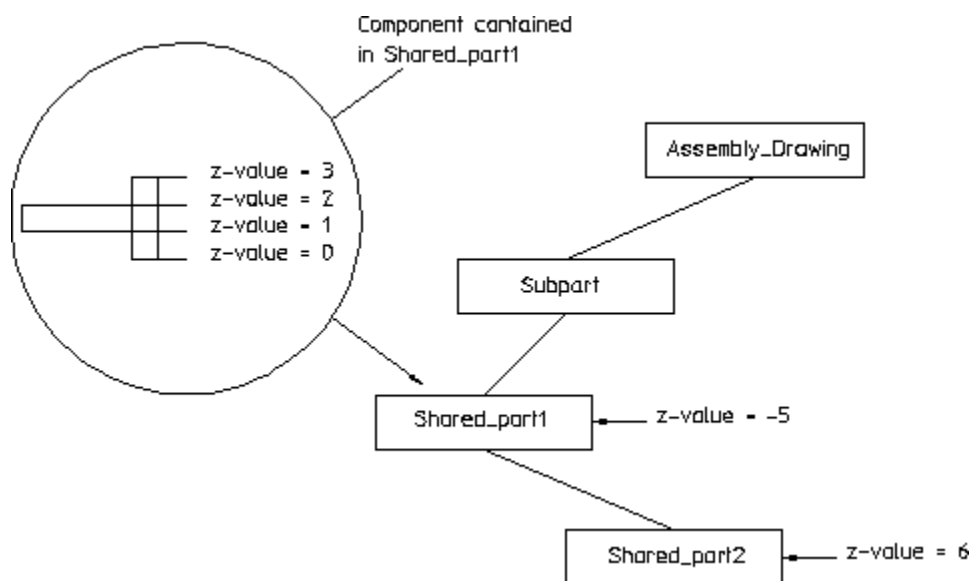 Component cantained
in Shared_part1
Assembly_Drawing
z-value = 3
z-value = 2
z-value = 1
z-value = 0
Subpart
Shared_part1
z-value = -5
Shared_part2
z-value = 6